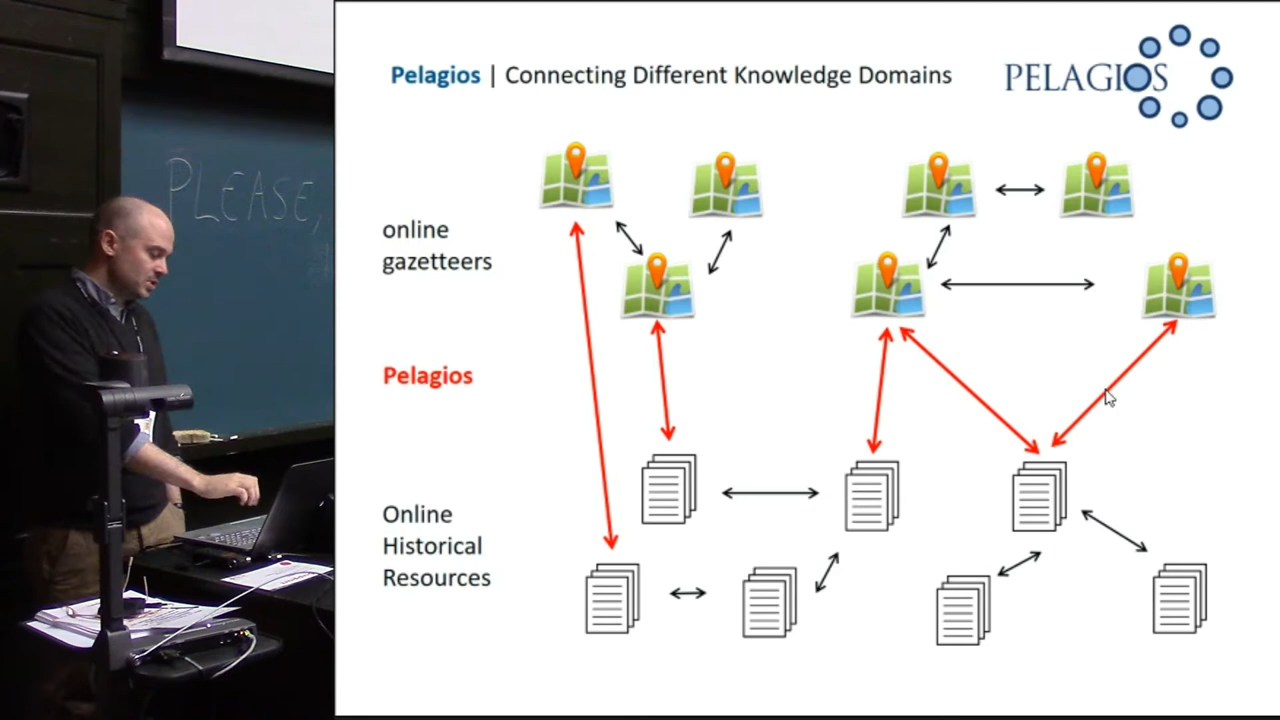 PLEASE,
Pelagios | Connecting Different Knowledge Domains
PELAGIOS
online
gazetteers
Pelagios
Online
Historical
Resources